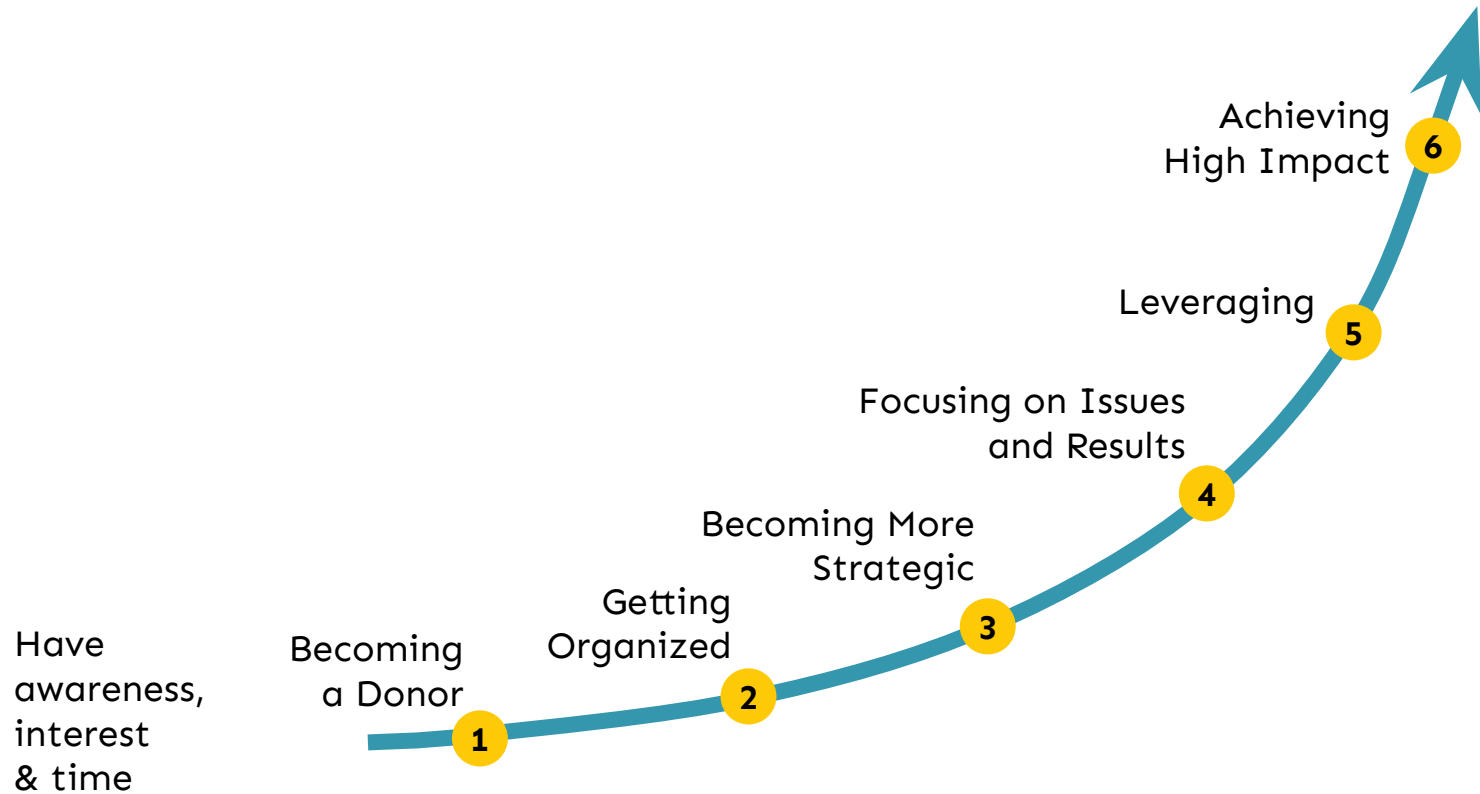 Have
awareness,
interest
& time
Becoming
a Donor
1
Getting
Organized
2
Becoming More
Strategic
3
Focusing on Issues
and Results
4
Leveraging
5
Achieving
High Impact
6